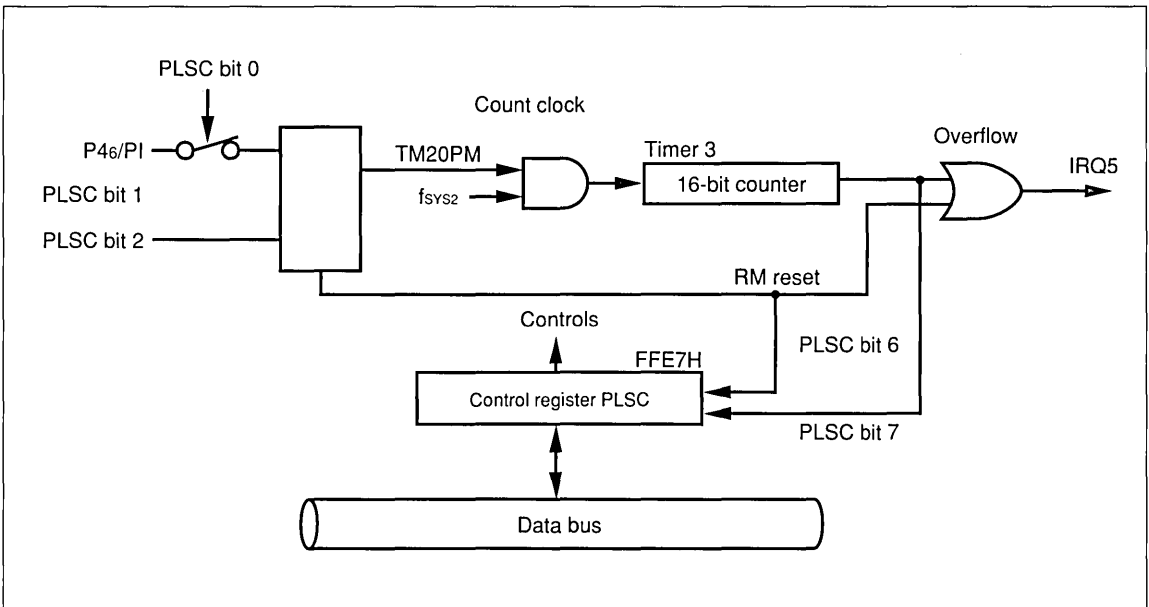 PLSC bit 0
Count clock
Overflow
P46/PI
TM20PM
Timer 3
IRQ5
PLSC bit 1
fSYS2
16-bit counter
PLSC bit 2
RM reset
Controls
PLSC bit 6
FFE7H
Control register PLSC
PLSC bit 7
Data bus